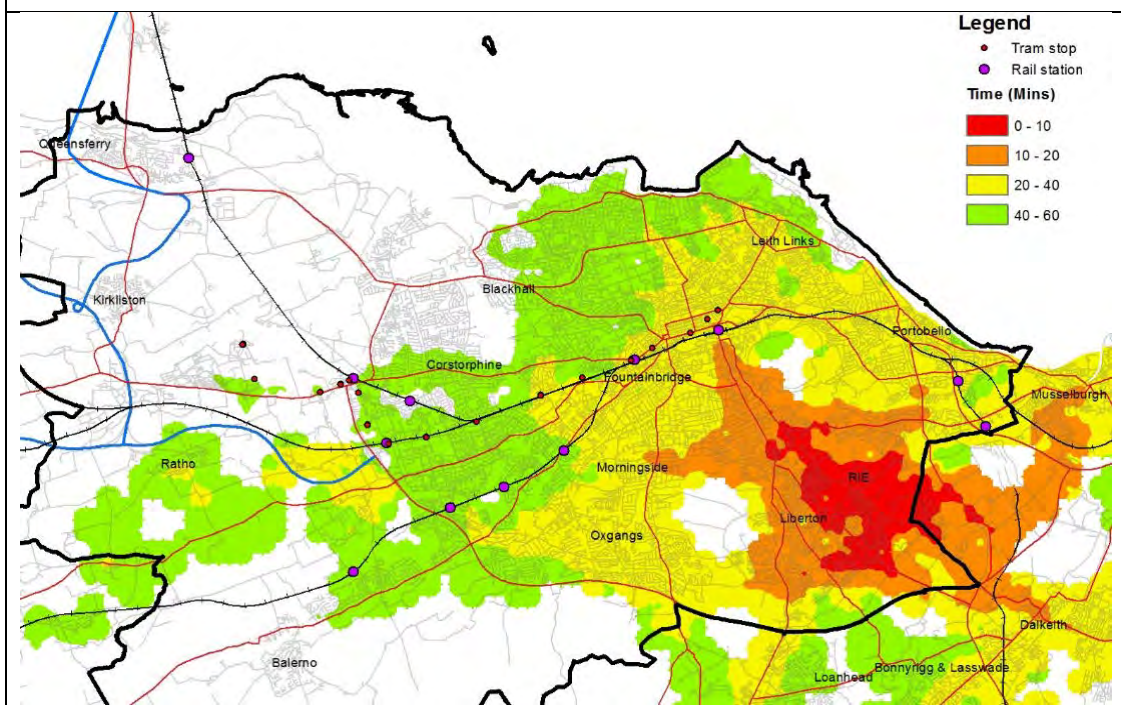 Legend
Tram stop
Rail station
Time (Mins)
0 - 10
10 - 20
20 - 40
40 - 60
Queensferry
Leith Links
Blackhall
Kirkliston
Portobello
Corstorphine
Fountainbridge
Musselburgh
Ratho
Morningside
RIE
Liberton
Oxgangs
Dalkeith
Balerno
Bonnyrigg & Lasswade
Loanhead